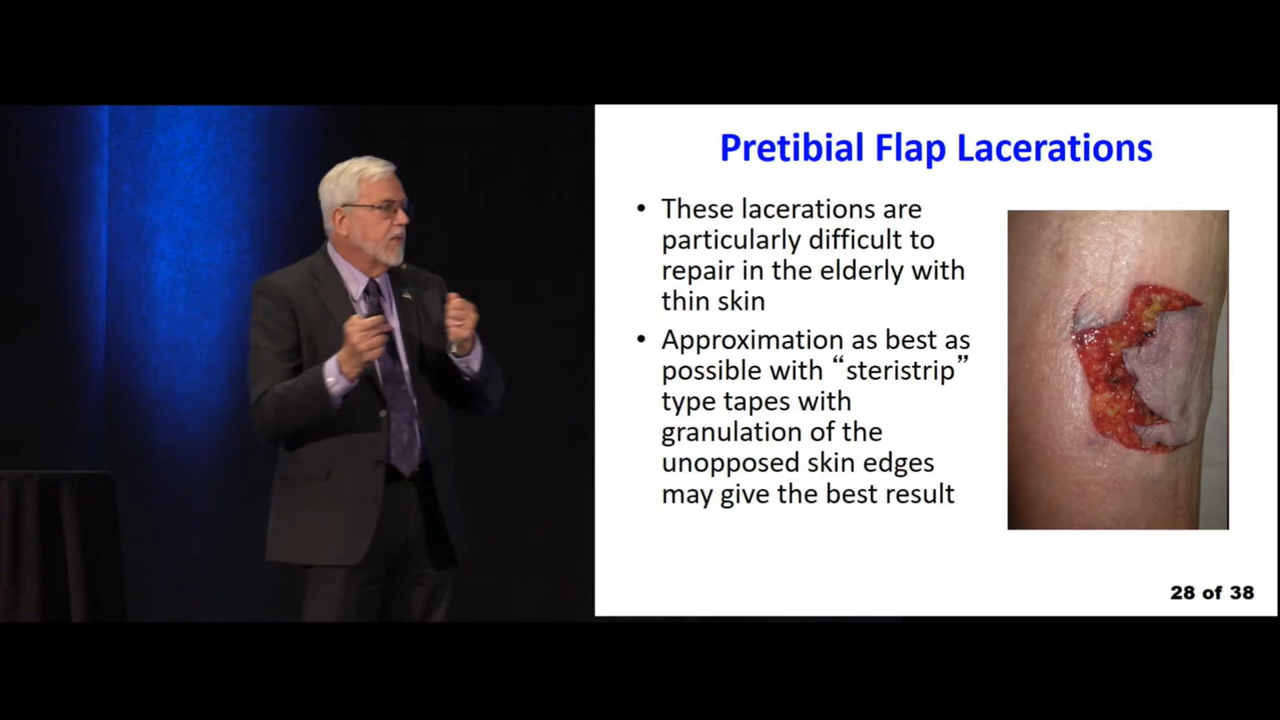 Pretibial Flap Lacerations
• These lacerations are
particularly difficult to
repair in the elderly with
thin skin
• Approximation as best as
possible with “steristrip”
type tapes with
granulation of the
unopposed skin edges
may give the best result
28 of 38